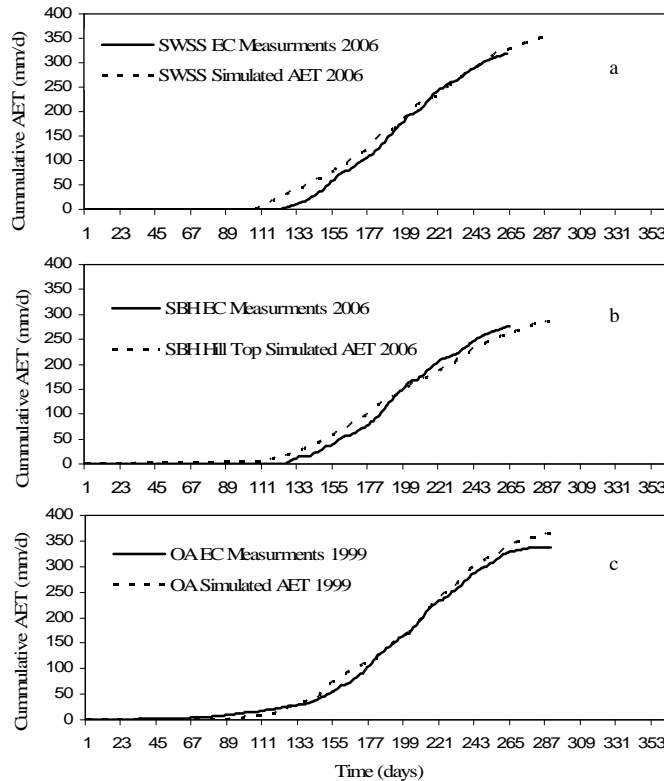 Cummulative AET (mm/d)
400
350
300
250
200
150
100
50
0
SWSS EC Measurments 2006
SWSS Simulated AET 2006
a
1 23 45 67 89 111 133 155 177 199 221 243 265 287 309 331 353
Cummulative AET (mm/d)
400
350
300
250
200
150
100
50
0
SBH EC Measurments 2006
SBH Hill Top Simulated AET 2006
b
1 23 45 67 89 111 133 155 177 199 221 243 265 287 309 331 353
Cummulative AET (mm/d)
400
350
300
250
200
150
100
50
0
OA EC Measurments 1999
OA Simulated AET 1999
c
1 23 45 67 89 111 133 155 177 199 221 243 265 287 309 331 353
Time (days)